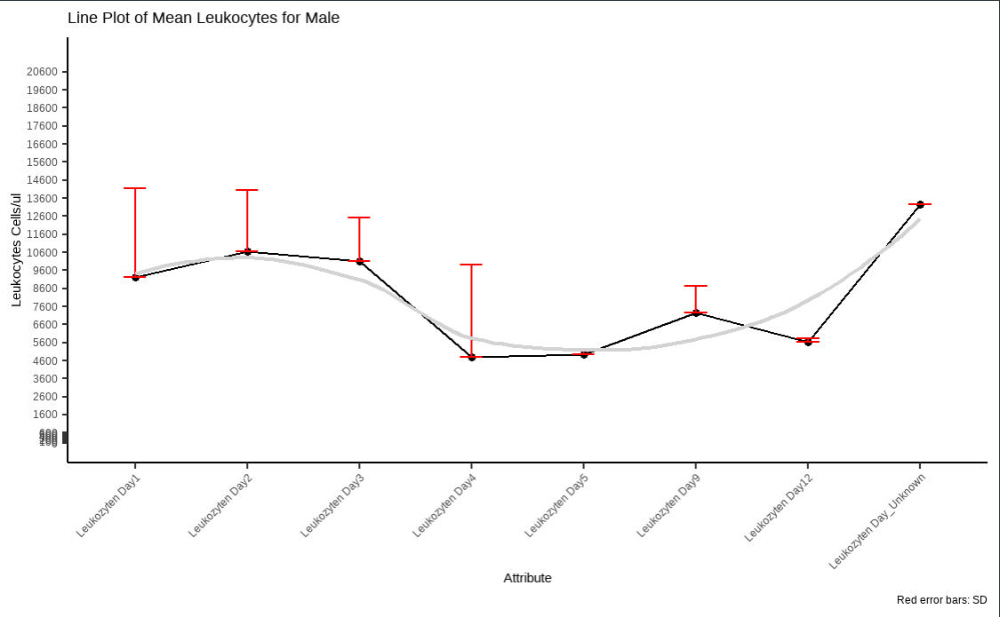 Line Plot of Mean Leukocytes for Male
Leukocytes Cells/ul
20600
19600
18600
17600
16600
15600
14600
13600
12600
11600
10600
9600
8600
7600
6600
5600
4600
3600
2600
1600
600
Leukozyten Day1
Leukozyten Day2
Leukozyten Day3
Leukozyten Day4
Leukozyten Day5
Leukozyten Day9
Leukozyten Day12
Leukozyten Day_Unknown
Attribute
Red error bars: SD